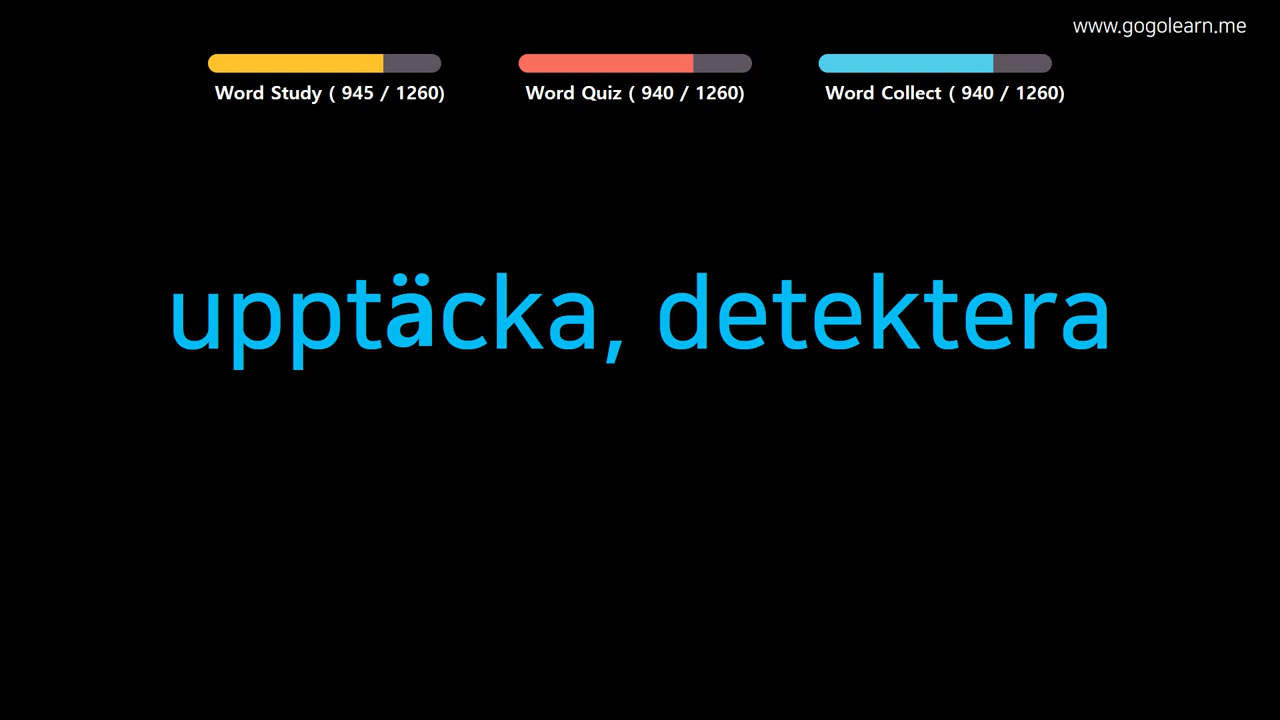 www.gogolearn.me
Word Study ( 945 / 1260)
Word Quiz ( 940 / 1260)
Word Collect ( 940 / 1260)
upptäcka, detektera